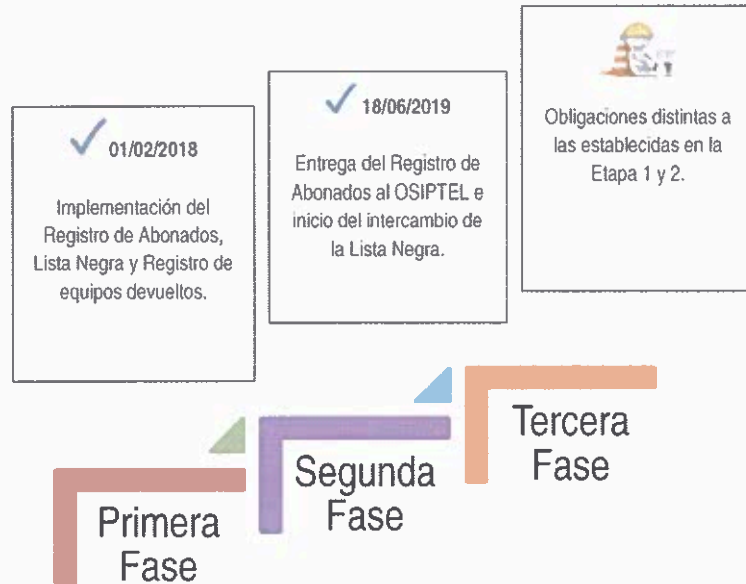 01/02/2018
Implementación del
Registro de Abonados,
Lista Negra y Registro de
equipos devueltos.
18/06/2019
Entrega del Registro de
Abonados al OSIPTEL e
inicio del intercambio de
la Lista Negra.
Obligaciones distintas a
las establecidas en la
Etapa 1 y 2.
Primera
Fase
Segunda
Fase
Tercera
Fase